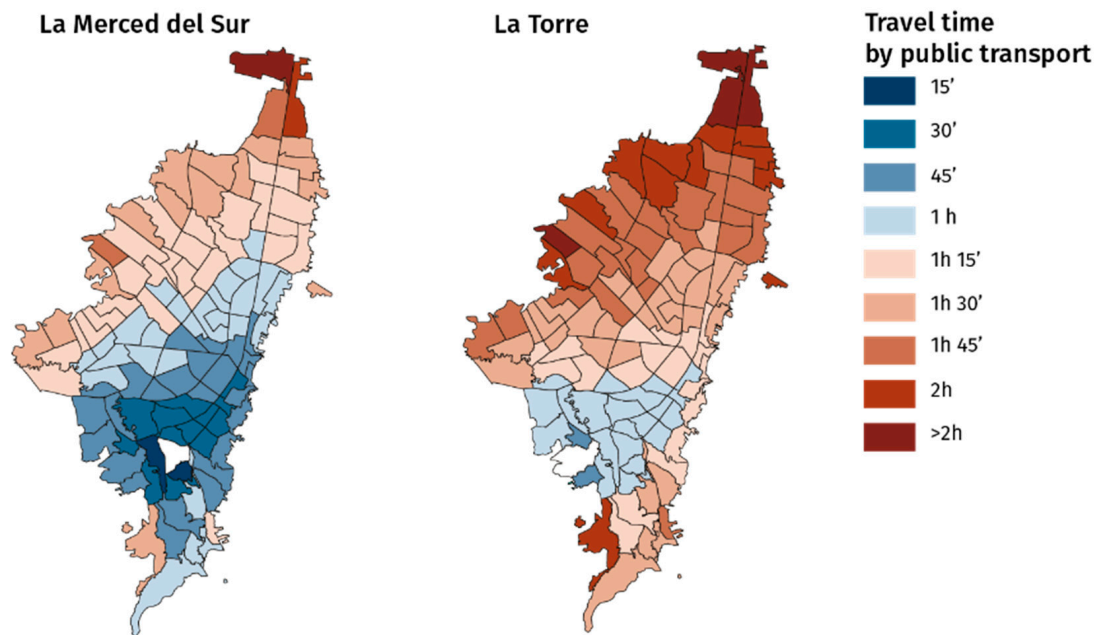 La Merced del Sur
La Torre
Travel time
by public transport
15’
30’
45’
1 h
1h 15’
1h 30’
1h 45’
2h
>2h